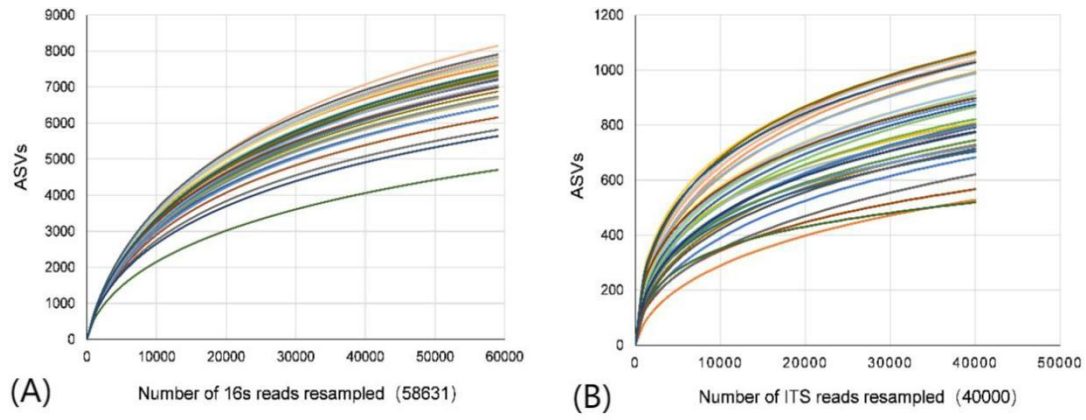 9000
8000
7000
6000
5000
4000
3000
2000
1000
0
ASVs
0 10000 20000 30000 40000 50000 60000
Number of 16s reads resampled（58631）
(A)
1200
1000
800
600
400
200
0
ASVs
0 10000 20000 30000 40000 50000
Number of ITS reads resampled（40000）
(B)